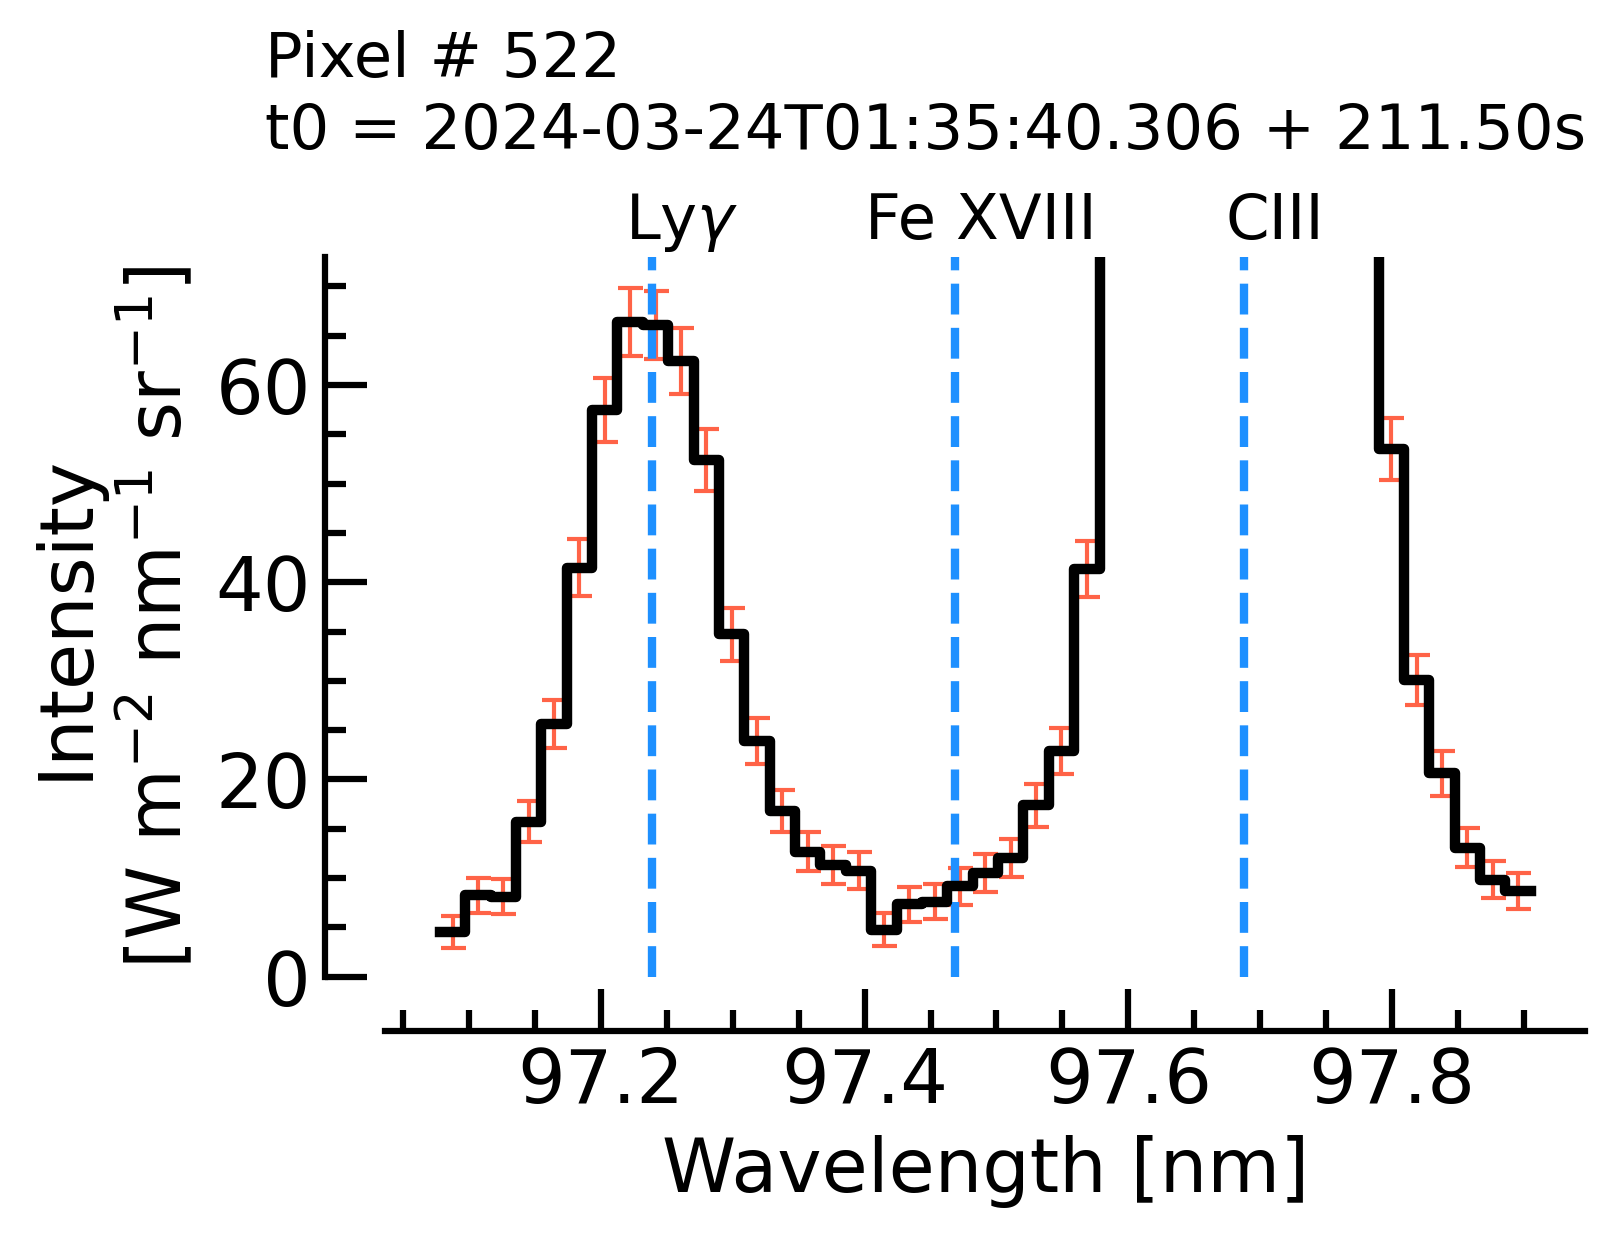 Pixel # 522
t0 = 2024-03-24T01:35:40.306 + 211.50s
Lyγ Fe XVIII CIII
Intensity
[W m⁻² nm⁻¹ sr⁻¹]
60
40
20
0
97.2 97.4 97.6 97.8
Wavelength [nm]